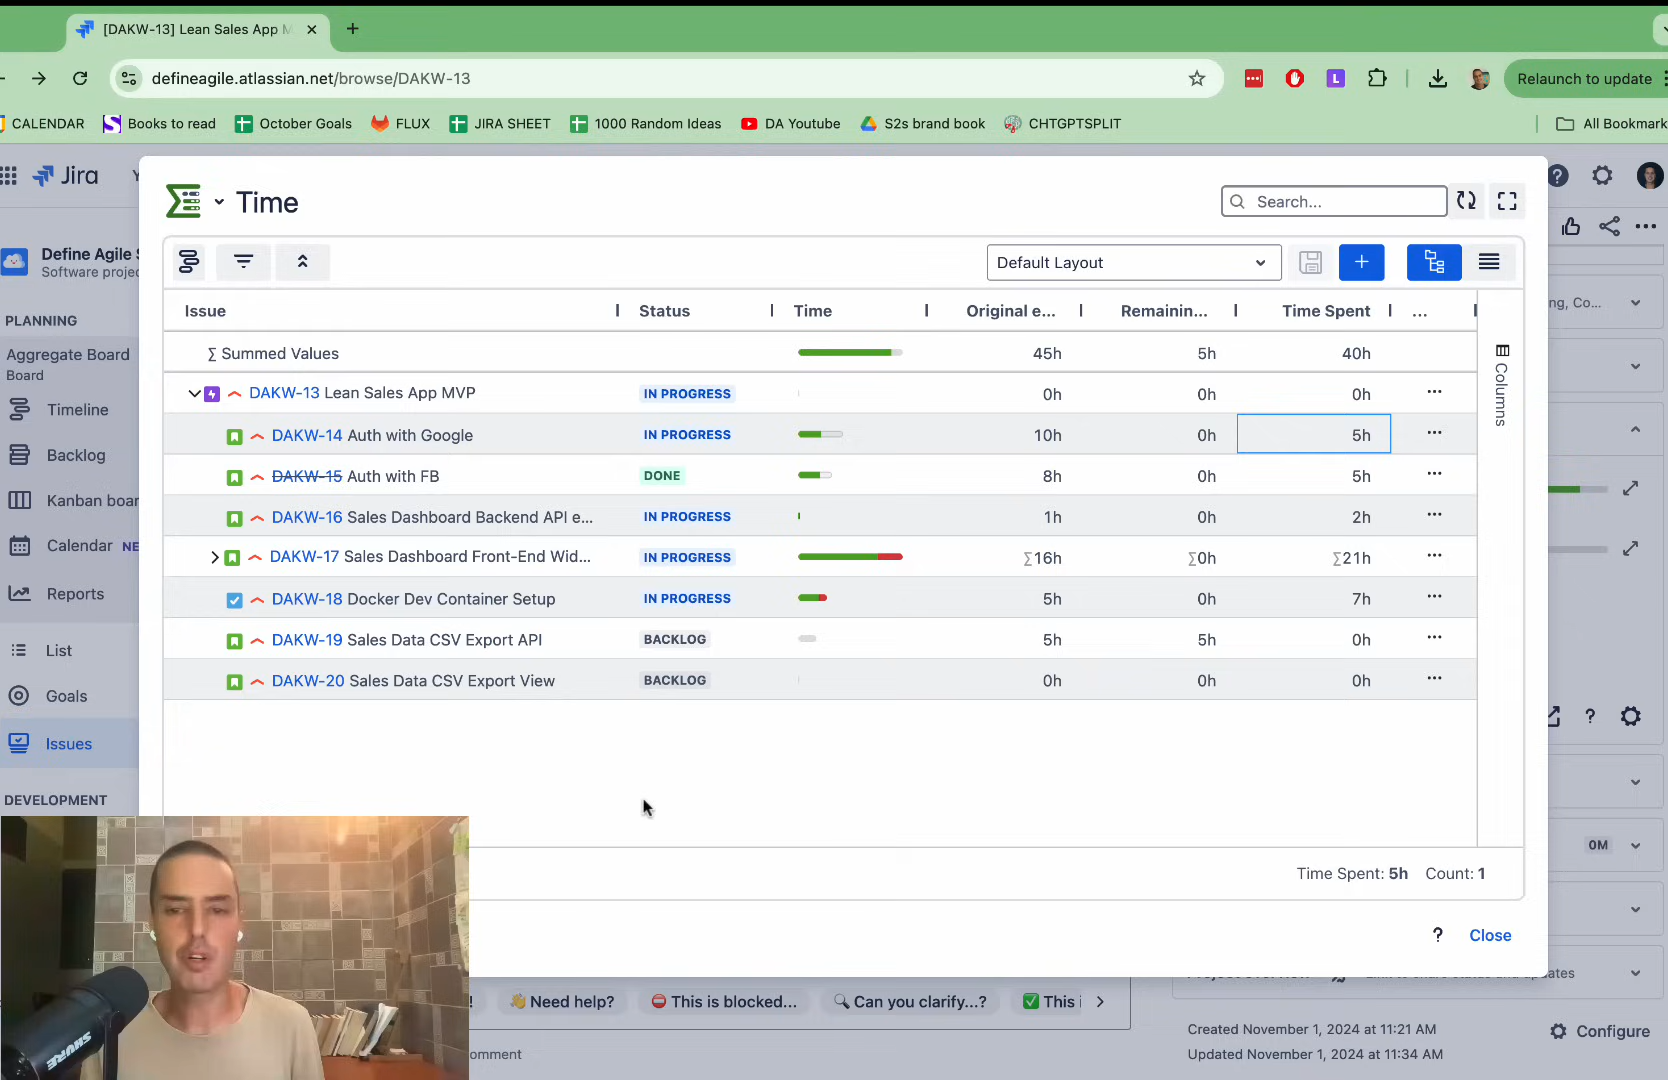 [DAKW-13] Lean Sales App M
defineagile.atlassian.net/browse/DAKW-13
L
Relaunch to update
CALENDAR
Books to read
October Goals
FLUX
JIRA SHEET
1000 Random Ideas
DA Youtube
S2s brand book
CHTGPTSPLIT
All Bookmark
Jira
Y
Define Agile S
Software projec
PLANNING
Aggregate Board
Board
Timeline
Backlog
Kanban boar
Calendar NE
Reports
List
Goals
Issues
DEVELOPMENT
Time
Search...
Default Layout
Issue Status Time Original e... Remainin... Time Spent ...
∑ Summed Values 45h 5h 40h
DAKW-13 Lean Sales App MVP IN PROGRESS 0h 0h 0h
DAKW-14 Auth with Google IN PROGRESS 10h 0h 5h
DAKW-15 Auth with FB DONE 8h 0h 5h
DAKW-16 Sales Dashboard Backend API e... IN PROGRESS 1h 0h 2h
DAKW-17 Sales Dashboard Front-End Wid... IN PROGRESS ∑16h ∑0h ∑21h
DAKW-18 Docker Dev Container Setup IN PROGRESS 5h 0h 7h
DAKW-19 Sales Data CSV Export API BACKLOG 5h 5h 0h
DAKW-20 Sales Data CSV Export View BACKLOG 0h 0h 0h
Columns
Time Spent: 5h Count: 1
? Close
ng, Co...
?
0M
Need help?
This is blocked...
Can you clarify...?
This i
omment
Created November 1, 2024 at 11:21 AM
Updated November 1, 2024 at 11:34 AM
Configure
SHURE